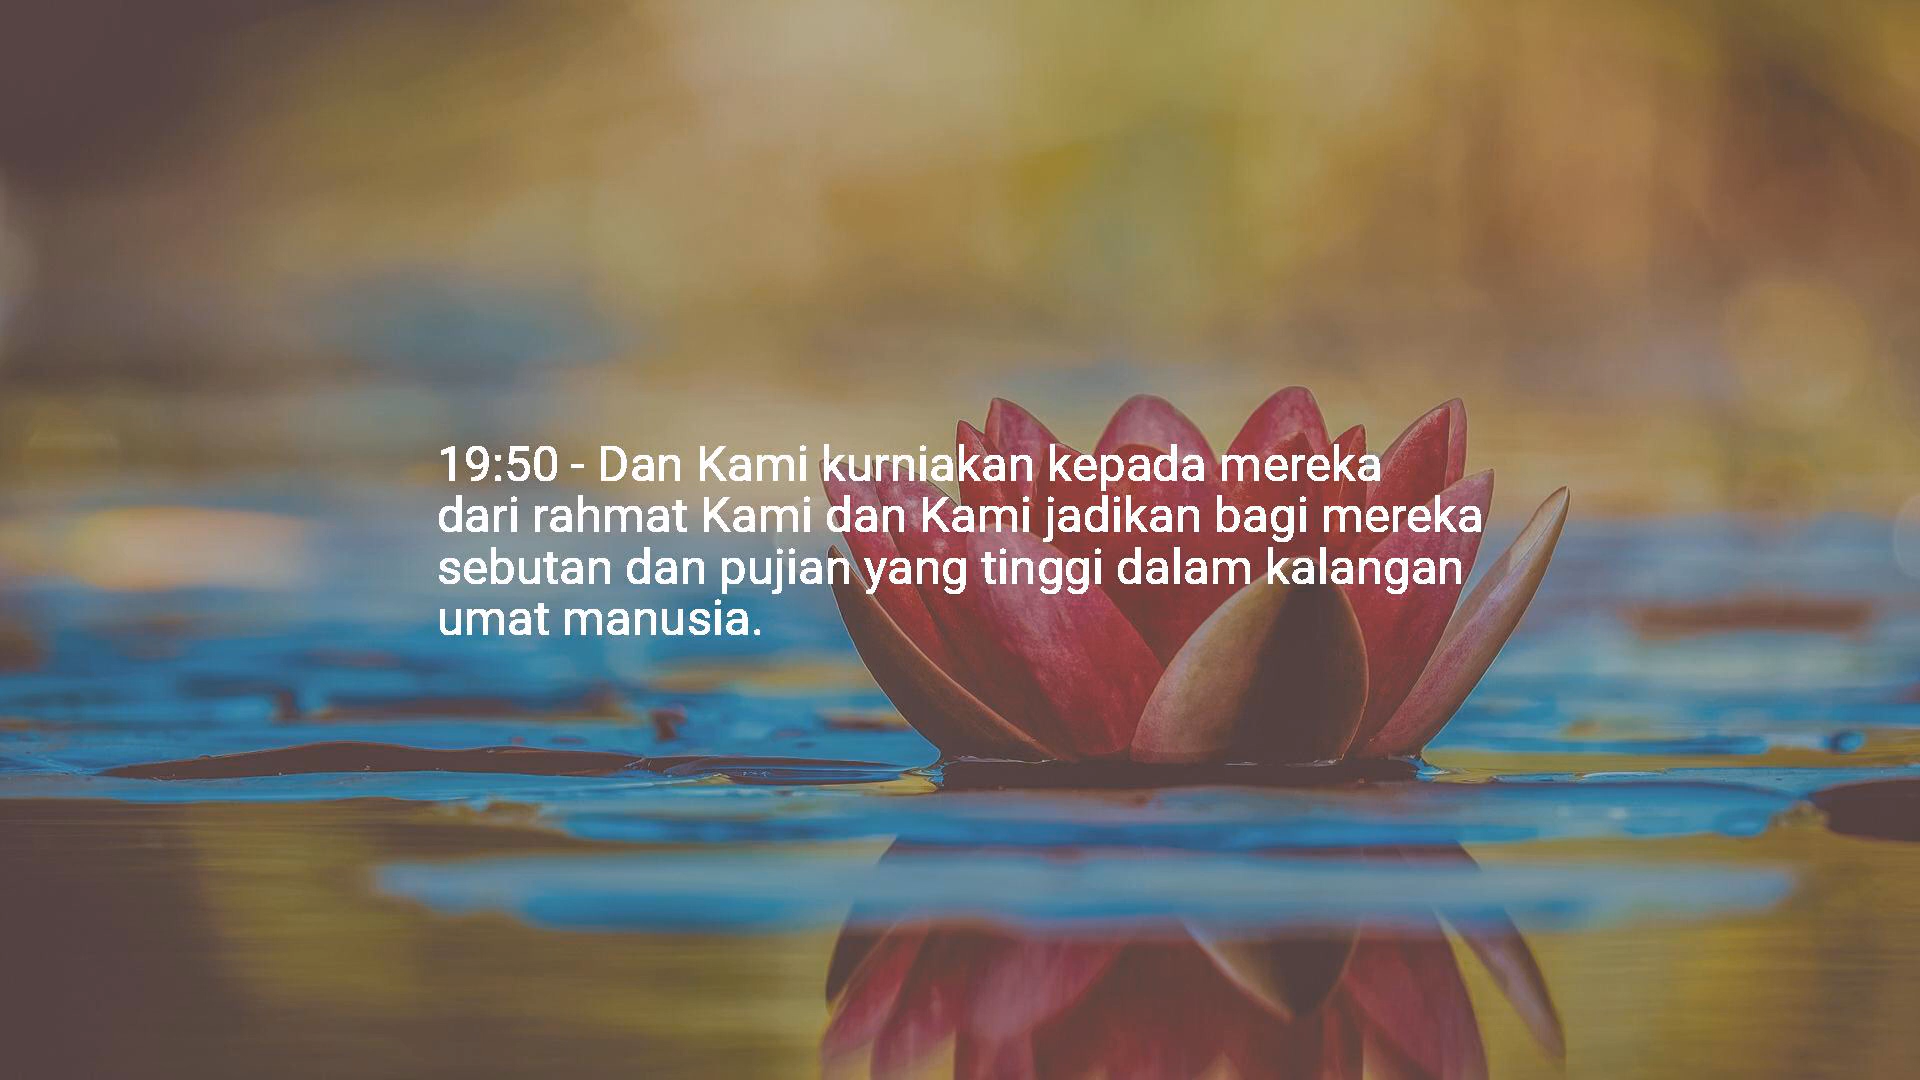 19:50 - Dan Kami kurniakan kepada mereka
dari rahmat Kami dan Kami jadikan bagi mereka
sebutan dan pujian yang tinggi dalam kalangan
umat manusia.